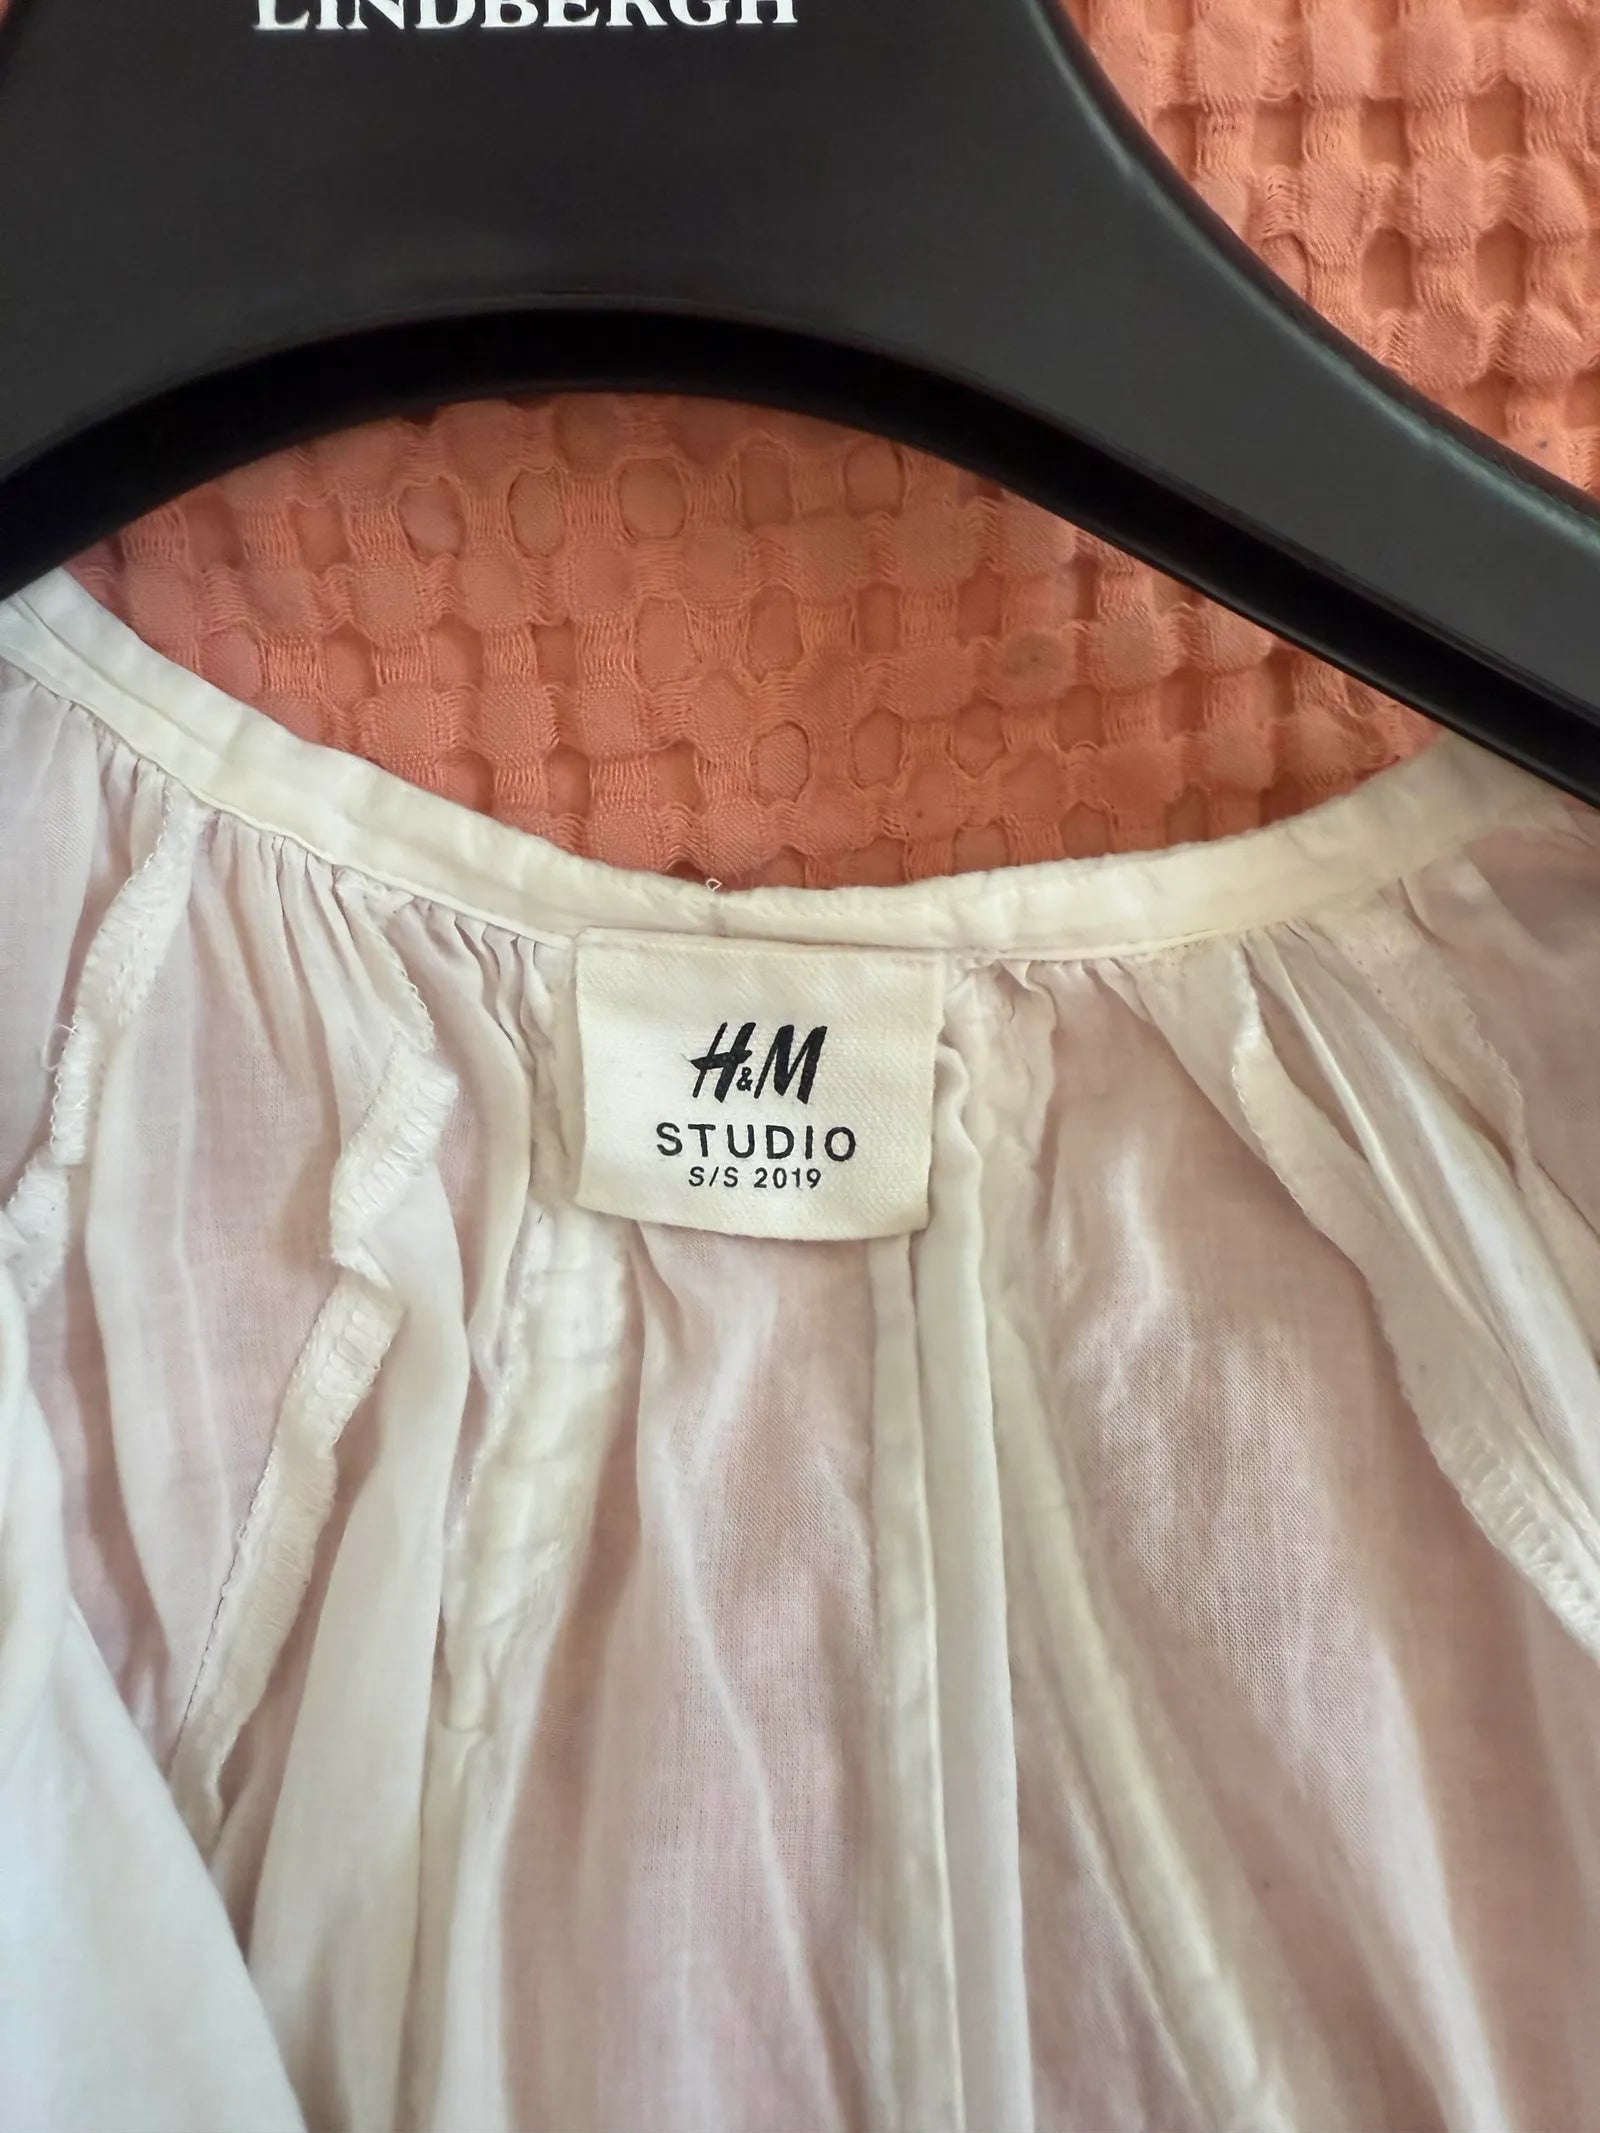 LINDBERGH
H&M
STUDIO
S/S 2019